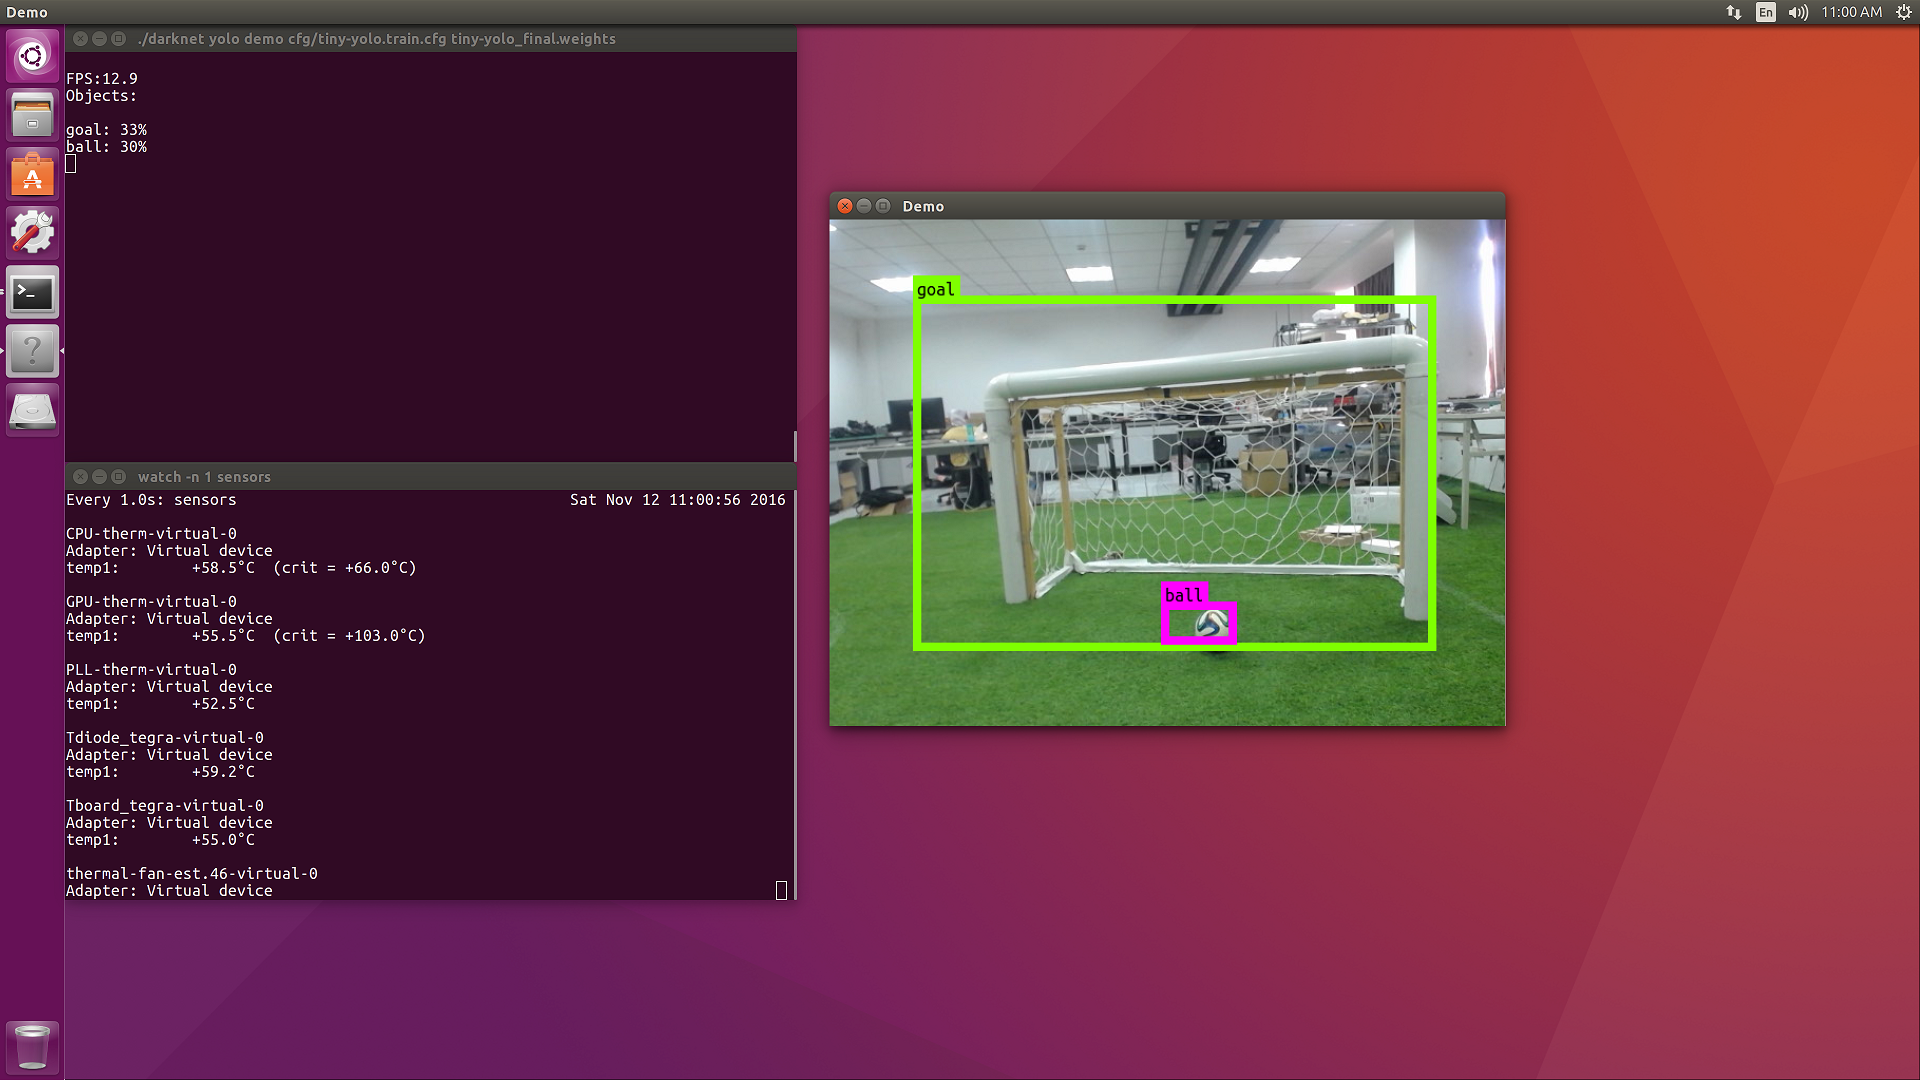 Demo
En
11:00 AM
./darknet yolo demo cfg/tiny-yolo.train.cfg tiny-yolo_final.weights
FPS:12.9
Objects:
goal: 33%
ball: 30%
watch -n 1 sensors
Every 1.0s: sensors Sat Nov 12 11:00:56 2016
CPU-therm-virtual-0
Adapter: Virtual device
temp1: +58.5°C (crit = +66.0°C)
GPU-therm-virtual-0
Adapter: Virtual device
temp1: +55.5°C (crit = +103.0°C)
PLL-therm-virtual-0
Adapter: Virtual device
temp1: +52.5°C
Tdiode_tegra-virtual-0
Adapter: Virtual device
temp1: +59.2°C
Tboard_tegra-virtual-0
Adapter: Virtual device
temp1: +55.0°C
thermal-fan-est.46-virtual-0
Adapter: Virtual device
Demo
goal
ball